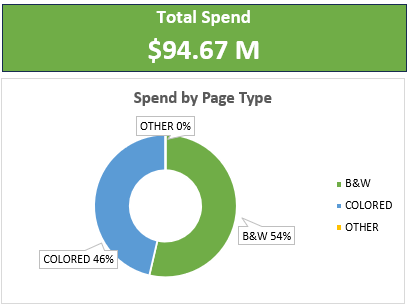 Total Spend
$94.67 M
Spend by Page Type
OTHER 0%
B&W
COLORED
OTHER
B&W 54%
COLORED 46%